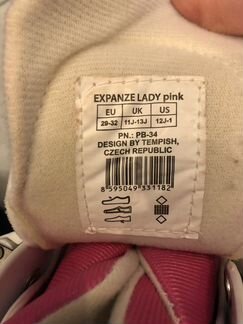 EXPANZE LADY pink
EU UK US
29-32 11J-13J 12J-1
PN.: PB-34
DESIGN BY TEMPISH,
CZECH REPUBLIC
8 595049 331182